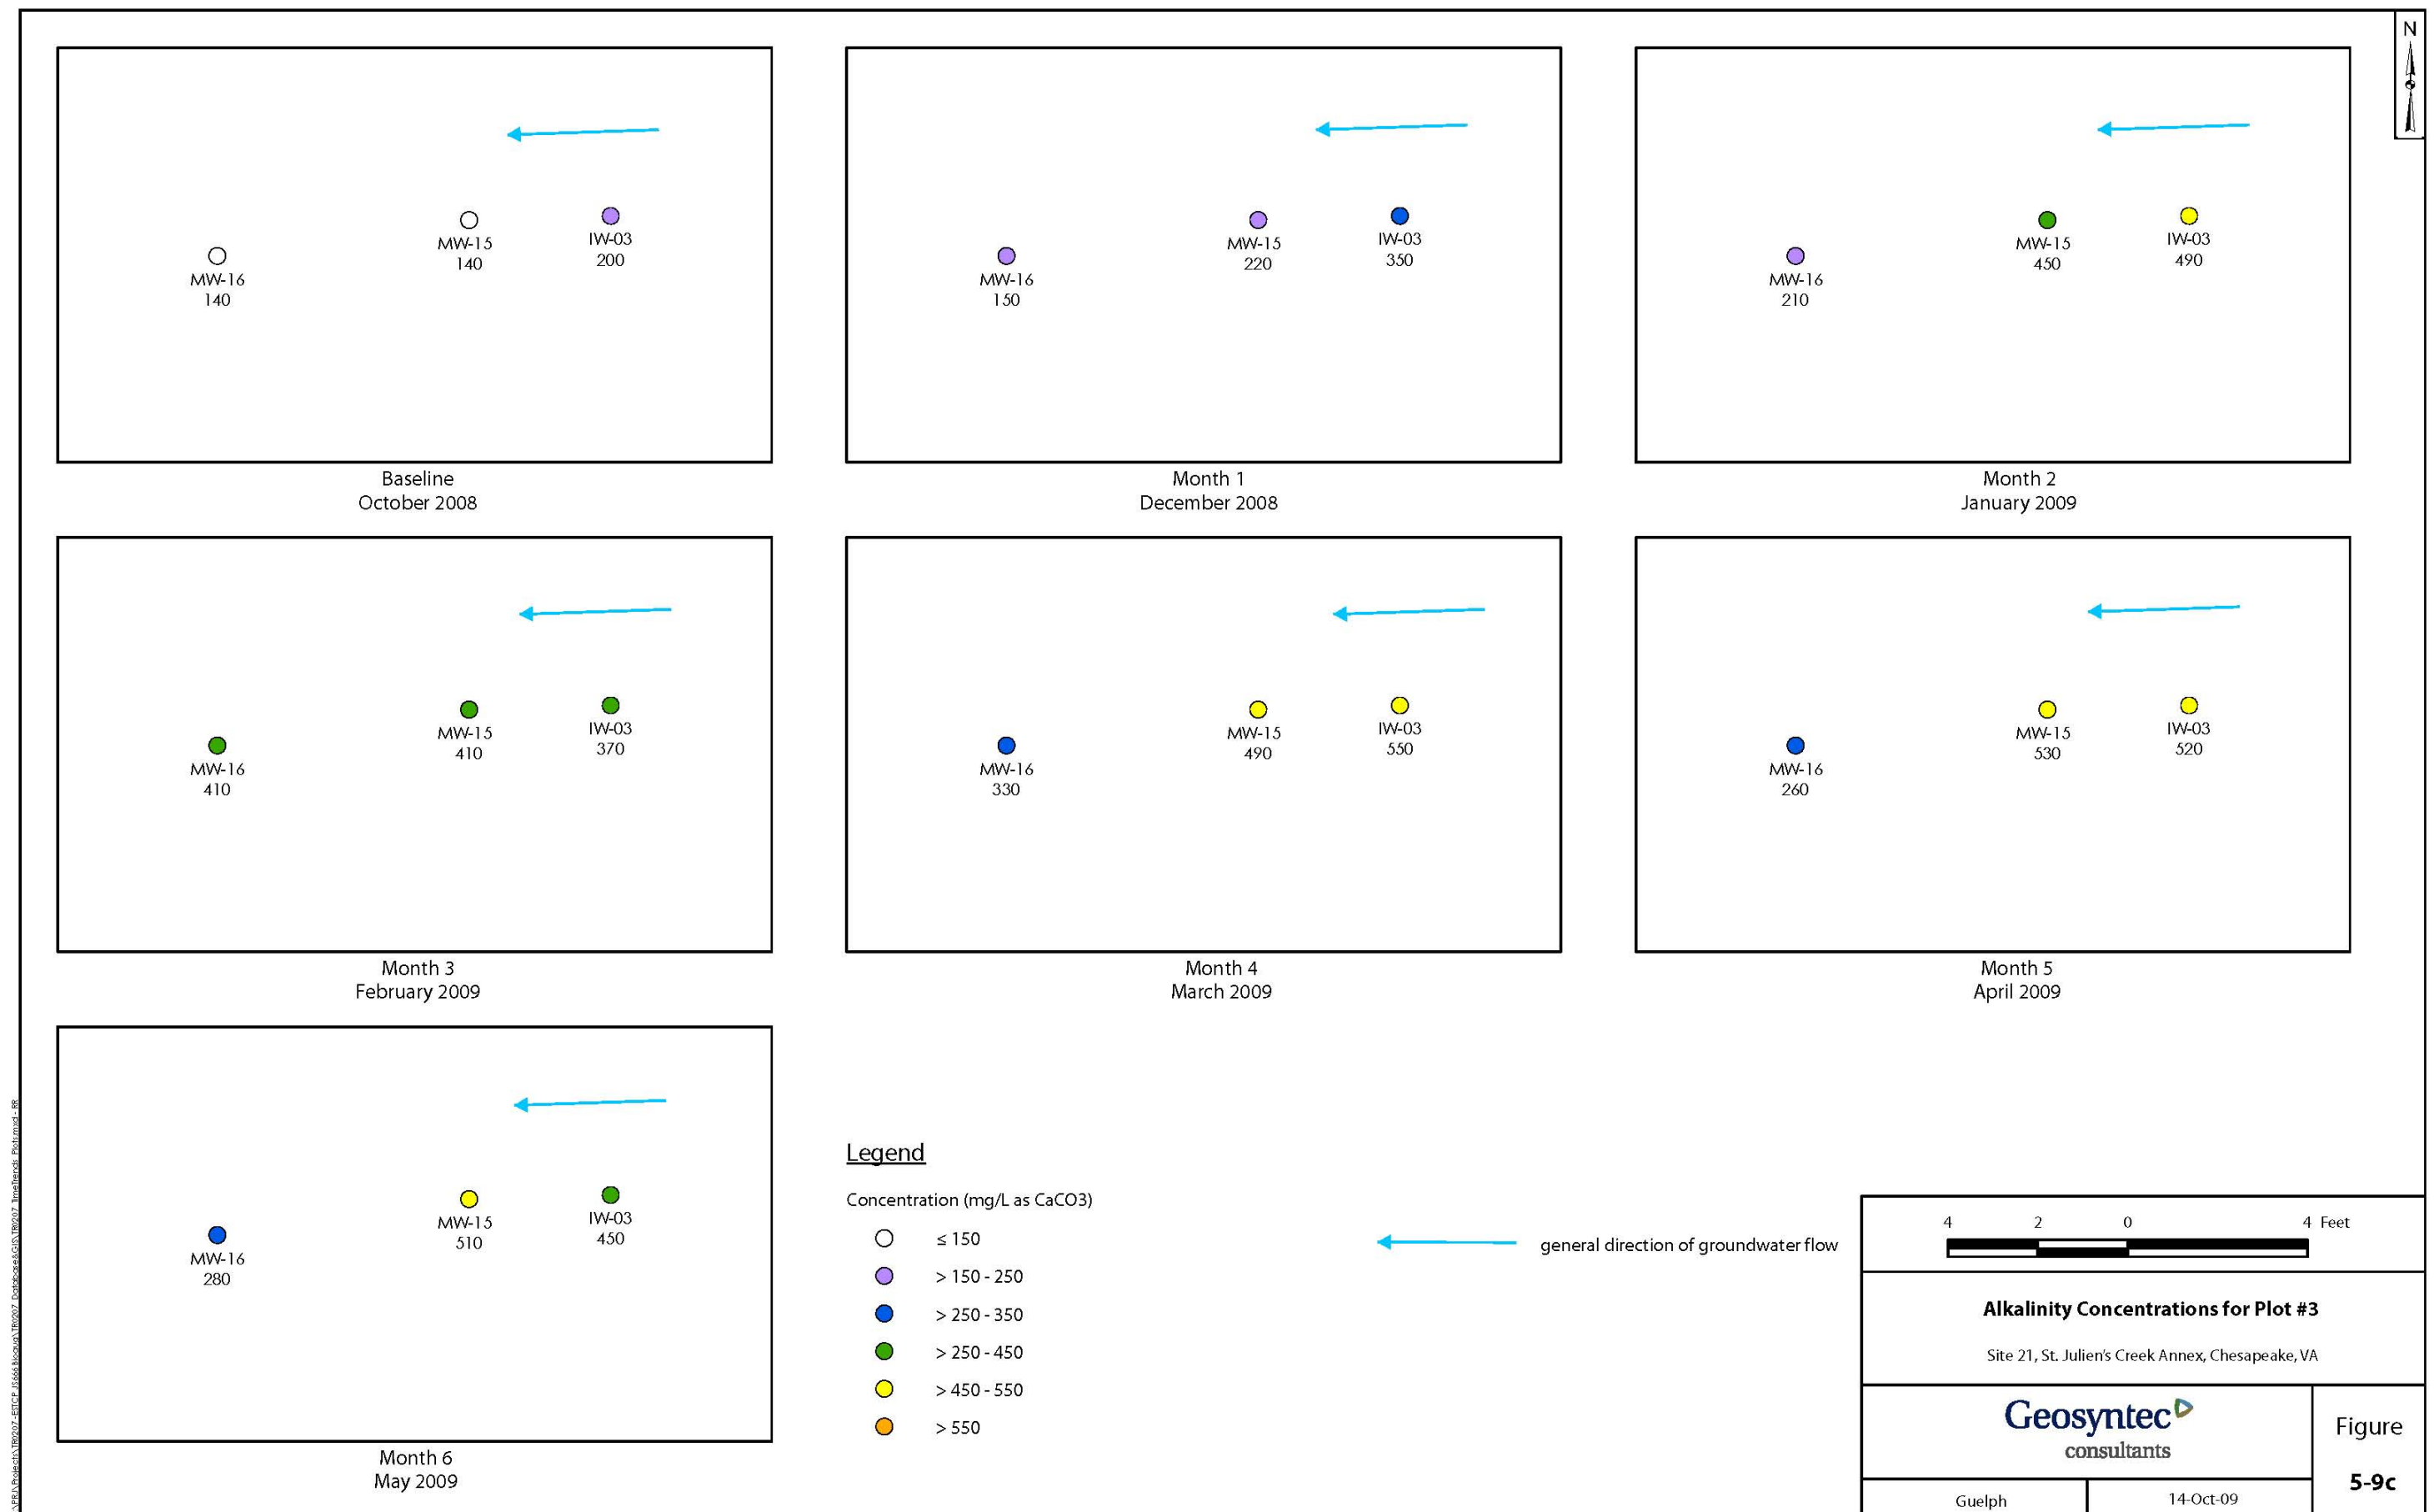 N
MW-16
140
MW-15
140
IW-03
200
Baseline
October 2008
MW-16
150
MW-15
220
IW-03
350
Month 1
December 2008
MW-16
210
MW-15
450
IW-03
490
Month 2
January 2009
MW-16
410
MW-15
410
IW-03
370
Month 3
February 2009
MW-16
330
MW-15
490
IW-03
550
Month 4
March 2009
MW-16
260
MW-15
530
IW-03
520
Month 5
April 2009
MW-16
280
MW-15
510
IW-03
450
Month 6
May 2009
Legend
Concentration (mg/L as CaCO3)
≤ 150
> 150 - 250
> 250 - 350
> 250 - 450
> 450 - 550
> 550
general direction of groundwater flow
4 2 0 4 Feet
Alkalinity Concentrations for Plot #3
Site 21, St. Julien's Creek Annex, Chesapeake, VA
Geosyntec
consultants
Figure
5-9c
Guelph
14-Oct-09